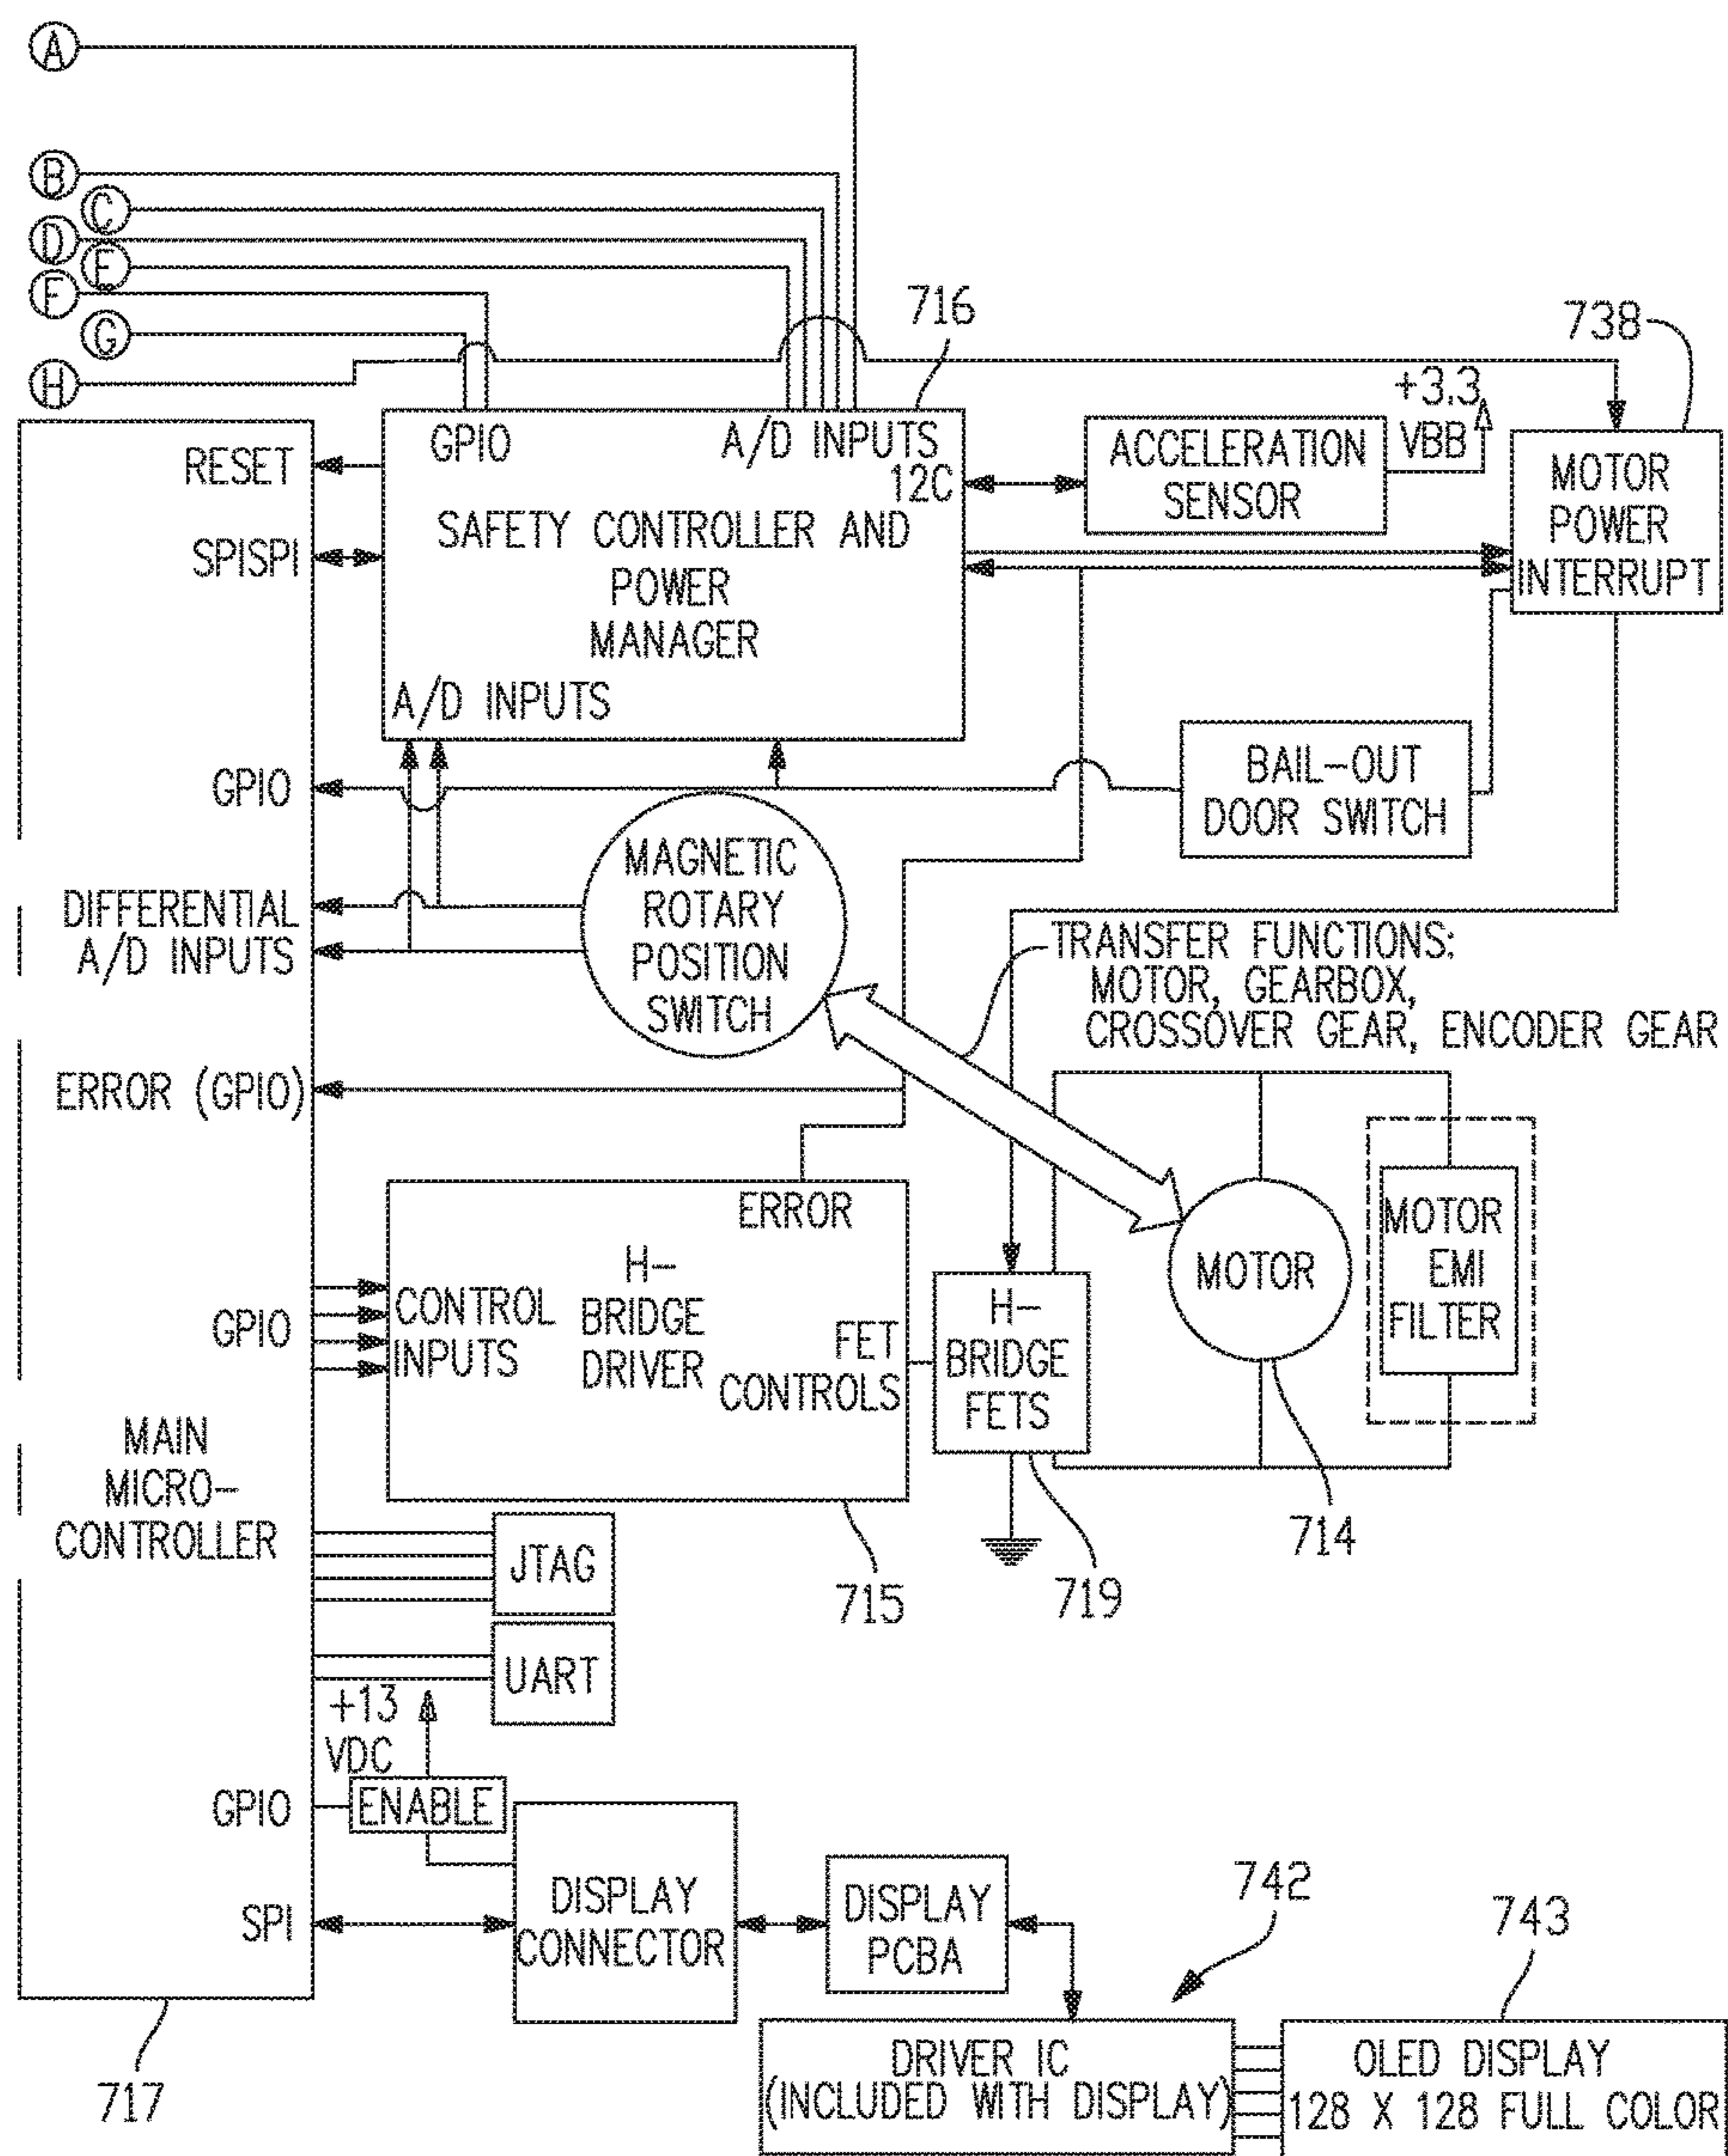 A
B
C
D
E
F
G
H
716
738
+3.3
VBB
RESET
SPISPI
GPIO
A/D INPUTS
12C
SAFETY CONTROLLER AND
POWER
MANAGER
A/D INPUTS
ACCELERATION
SENSOR
MOTOR
POWER
INTERRUPT
GPIO
BAIL-OUT
DOOR SWITCH
DIFFERENTIAL
A/D INPUTS
MAGNETIC
ROTARY
POSITION
SWITCH
TRANSFER FUNCTIONS:
MOTOR, GEARBOX,
CROSSOVER GEAR, ENCODER GEAR
ERROR (GPIO)
ERROR
H-
BRIDGE
DRIVER
CONTROL
INPUTS
FET
CONTROLS
GPIO
H-
BRIDGE
FETS
MOTOR
MOTOR
EMI
FILTER
MAIN
MICRO-
CONTROLLER
JTAG
UART
715
719
714
+13
VDC
GPIO
ENABLE
SPI
DISPLAY
CONNECTOR
DISPLAY
PCBA
742
743
DRIVER IC
(INCLUDED WITH DISPLAY)
OLED DISPLAY
128 X 128 FULL COLOR
717